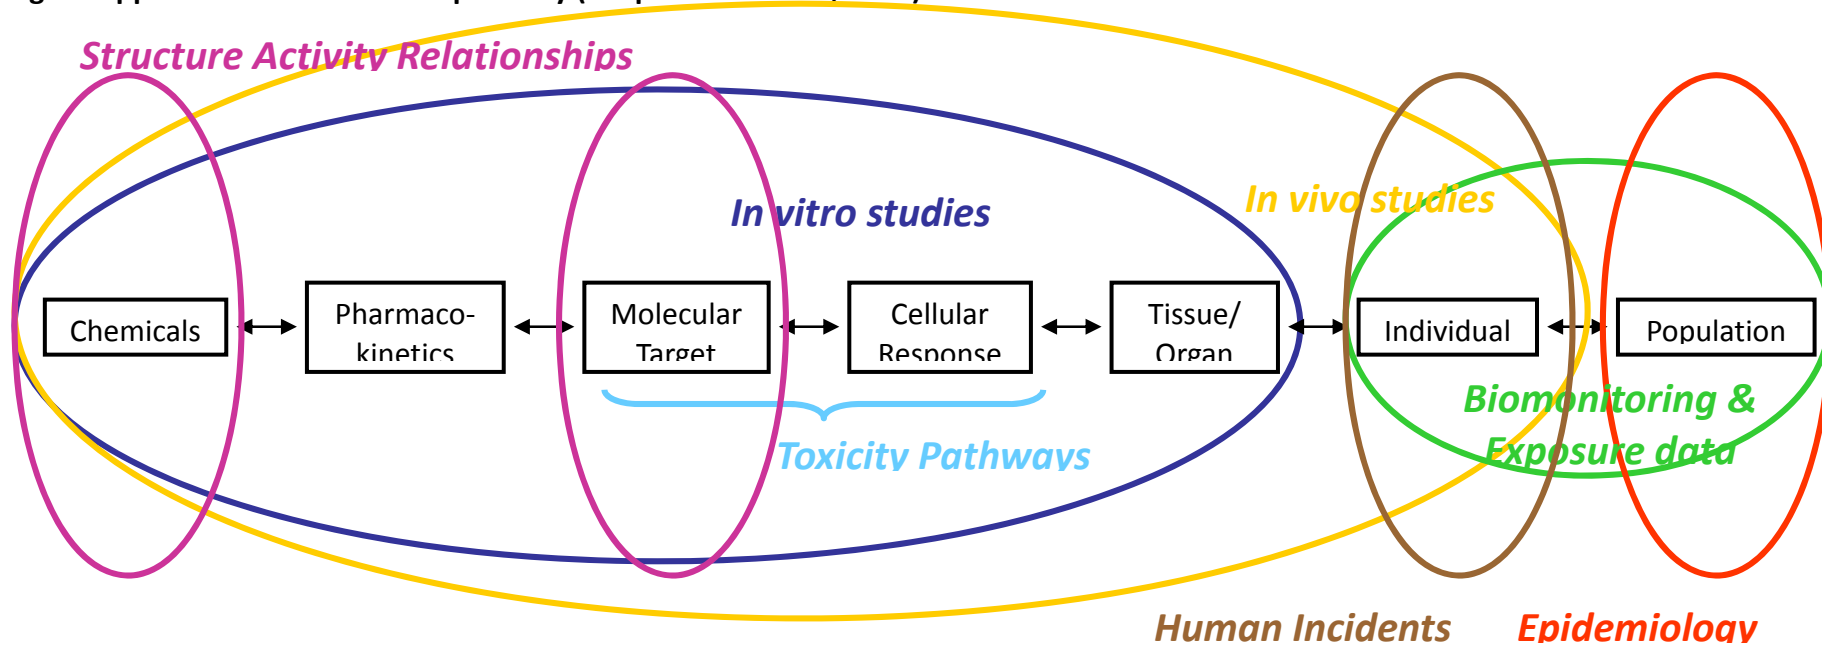 Structure Activity Relationships
In vitro studies
In vivo studies
Chemicals
Pharmaco-
kinetics
Molecular
Target
Cellular
Response
Tissue/
Organ
Individual
Population
Toxicity Pathways
Biomonitoring &
Exposure data
Human Incidents
Epidemiology